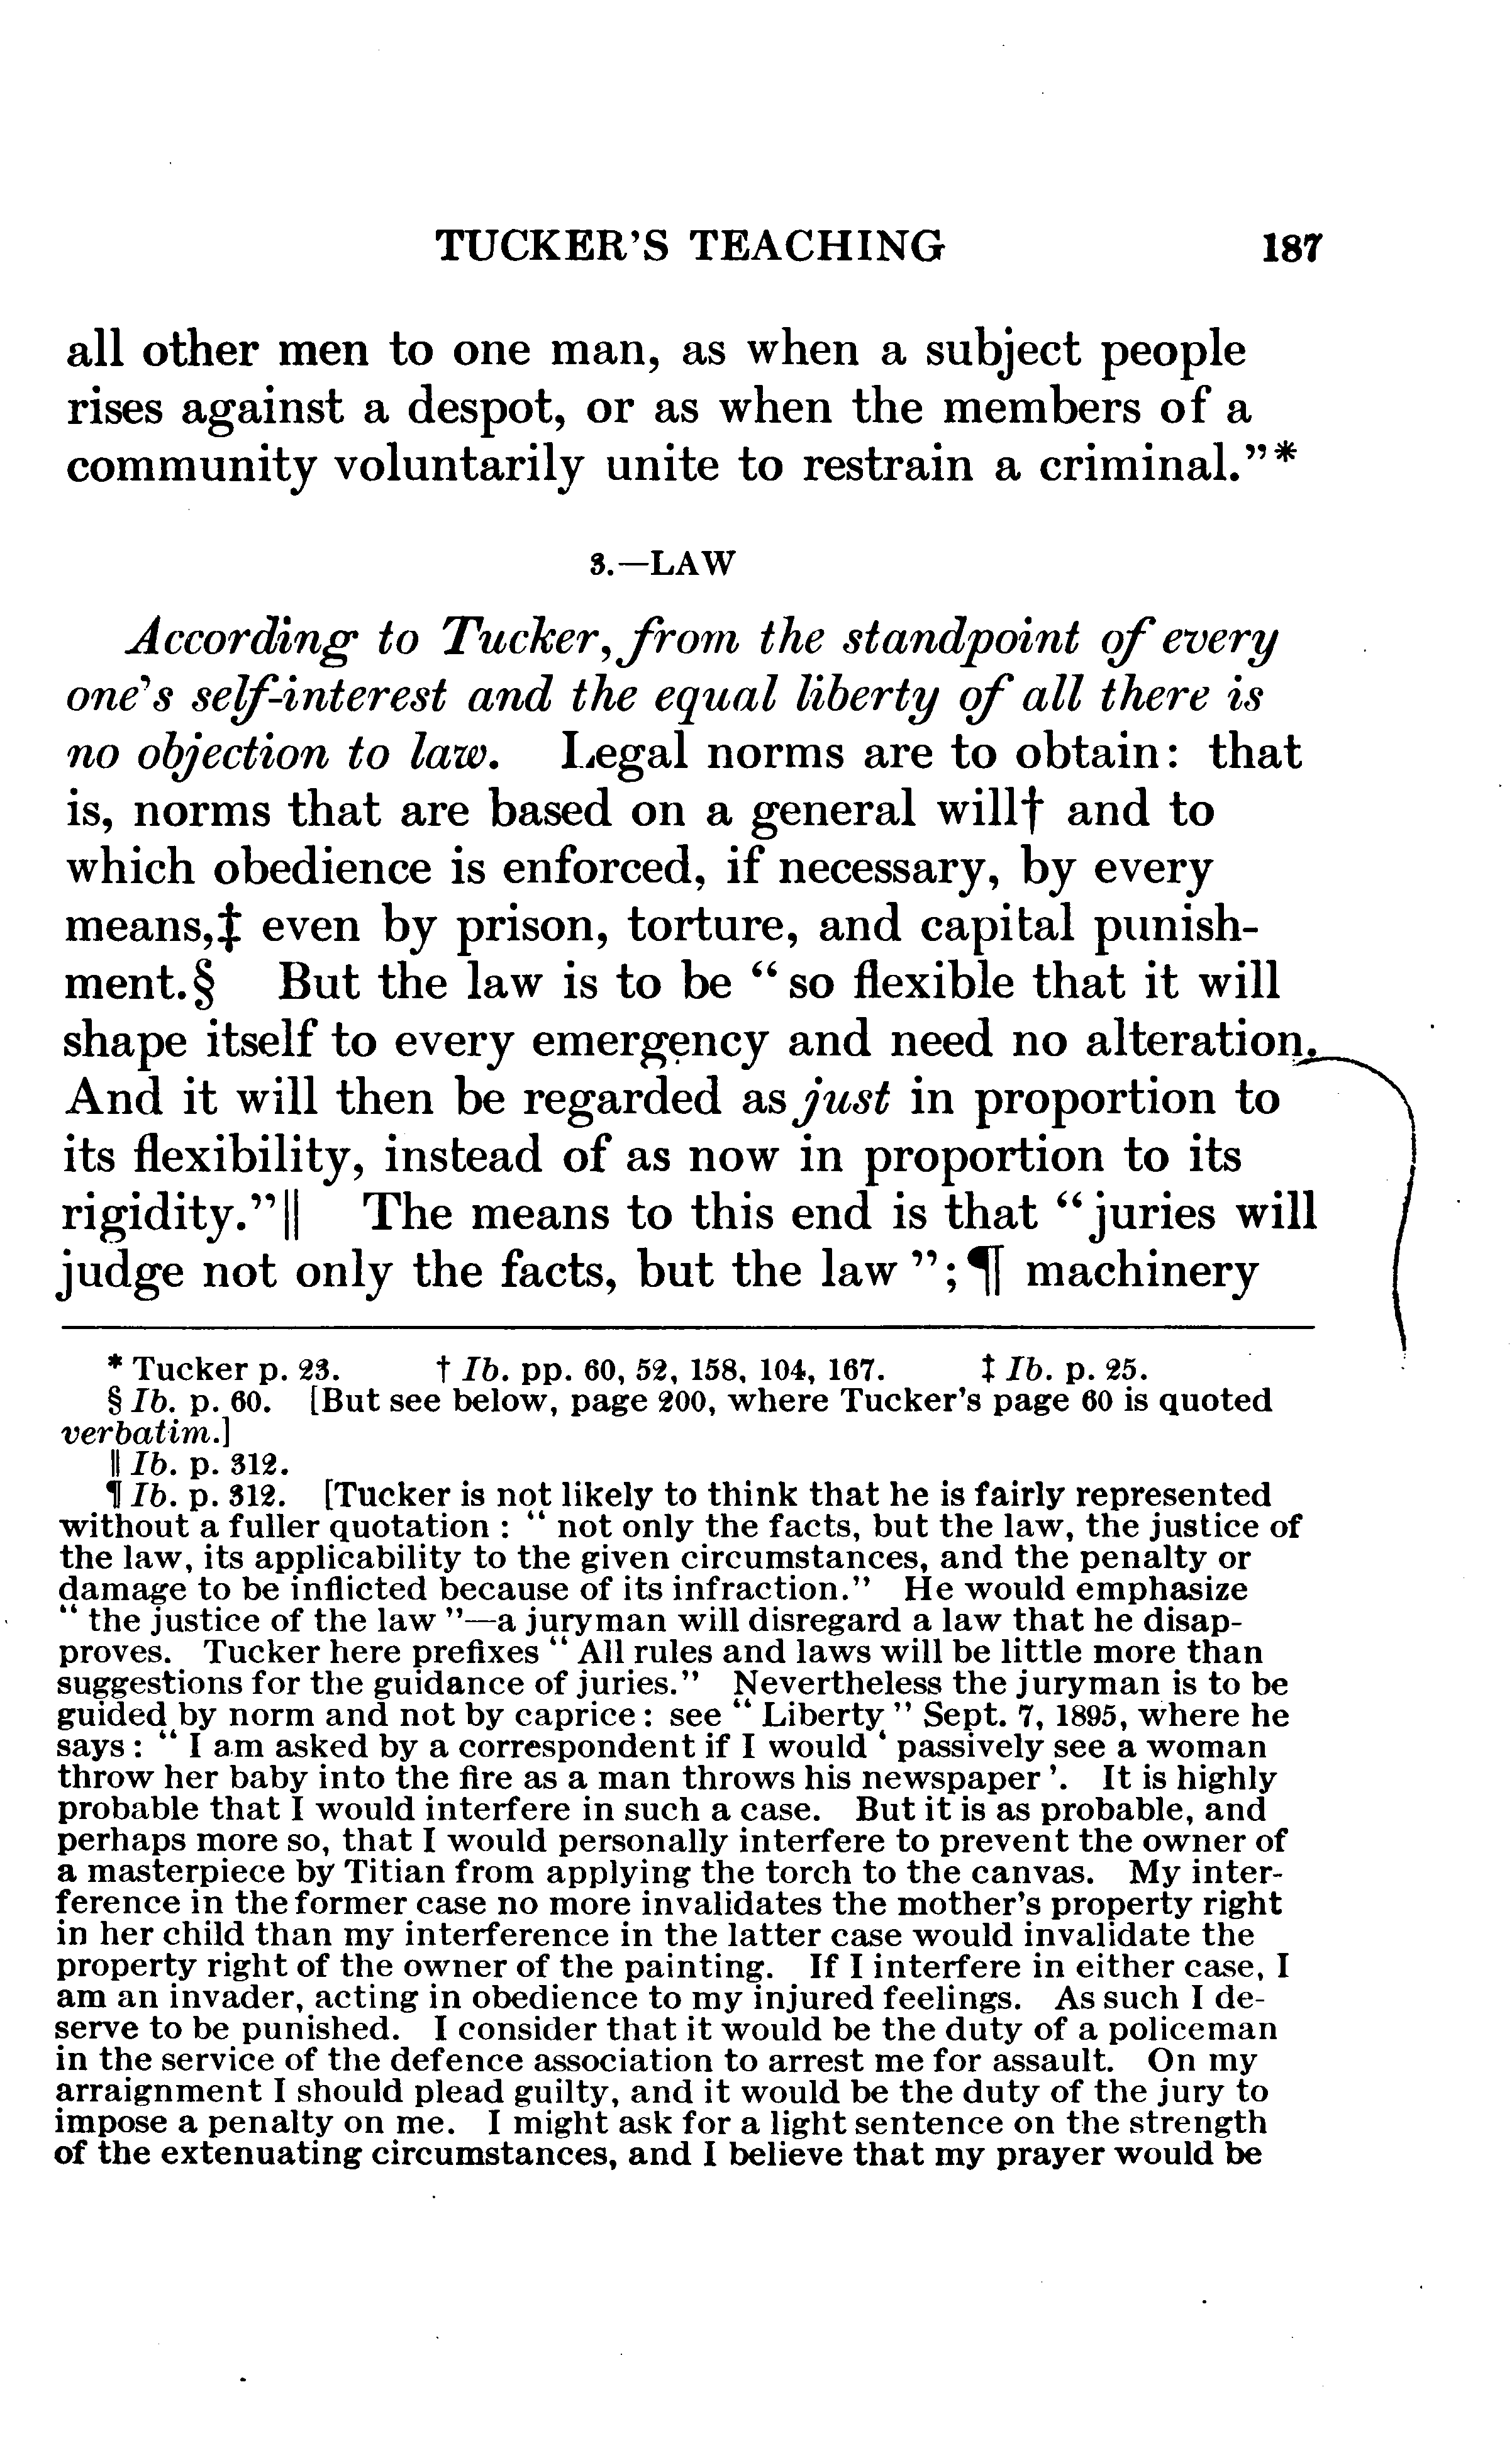 TUCKER'S TEACHING 187
all other men to one man, as when a subject people
rises against a despot, or as when the members of a
community voluntarily unite to restrain a criminal."*
3.—LAW
According to Tucker, from the standpoint of every
one's self-interest and the equal liberty of all there is
no objection to law. Legal norms are to obtain: that
is, norms that are based on a general will† and to
which obedience is enforced, if necessary, by every
means,‡ even by prison, torture, and capital punish-
ment.§ But the law is to be "so flexible that it will
shape itself to every emergency and need no alteration.
And it will then be regarded as just in proportion to
its flexibility, instead of as now in proportion to its
rigidity."‖ The means to this end is that "juries will
judge not only the facts, but the law";¶ machinery
* Tucker p. 23. † Ib. pp. 60, 52, 158, 104, 167. ‡ Ib. p. 25.
§ Ib. p. 60. [But see below, page 200, where Tucker's page 60 is quoted
verbatim.]
‖ Ib. p. 312.
¶ Ib. p. 312. [Tucker is not likely to think that he is fairly represented
without a fuller quotation: "not only the facts, but the law, the justice of
the law, its applicability to the given circumstances, and the penalty or
damage to be inflicted because of its infraction." He would emphasize
"the justice of the law"—a juryman will disregard a law that he disap-
proves. Tucker here prefixes "All rules and laws will be little more than
suggestions for the guidance of juries." Nevertheless the juryman is to be
guided by norm and not by caprice: see "Liberty" Sept. 7, 1895, where he
says: "I am asked by a correspondent if I would 'passively see a woman
throw her baby into the fire as a man throws his newspaper'. It is highly
probable that I would interfere in such a case. But it is as probable, and
perhaps more so, that I would personally interfere to prevent the owner of
a masterpiece by Titian from applying the torch to the canvas. My inter-
ference in the former case no more invalidates the mother's property right
in her child than my interference in the latter case would invalidate the
property right of the owner of the painting. If I interfere in either case, I
am an invader, acting in obedience to my injured feelings. As such I de-
serve to be punished. I consider that it would be the duty of a policeman
in the service of the defence association to arrest me for assault. On my
arraignment I should plead guilty, and it would be the duty of the jury to
impose a penalty on me. I might ask for a light sentence on the strength
of the extenuating circumstances, and I believe that my prayer would be